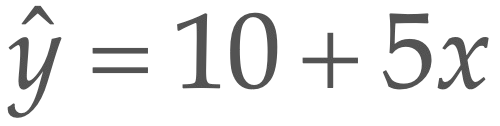 ŷ = 10 + 5x